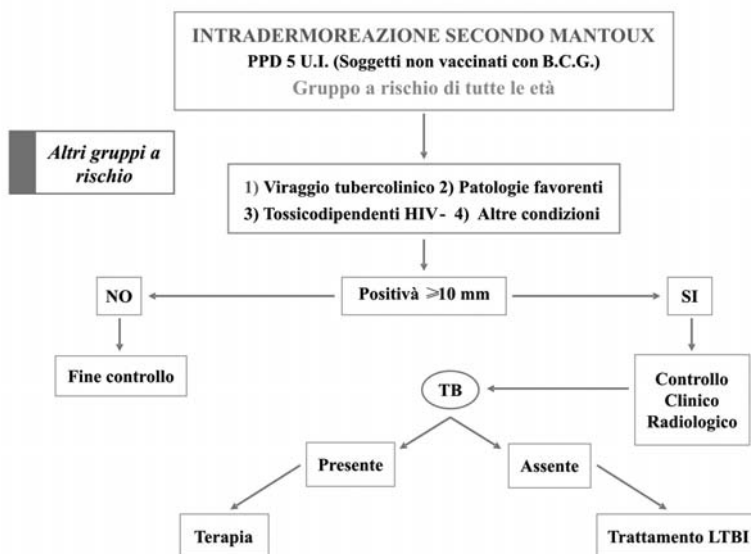 INTRADERMOREAZIONE SECONDO MANTOUX
PPD 5 U.I. (Soggetti non vaccinati con B.C.G.)
Gruppo a rischio di tutte le età
Altri gruppi a
rischio
1) Viraggio tubercolinico 2) Patologie favorenti
3) Tossicodipendenti HIV- 4) Altre condizioni
NO
Positivà ⩾10 mm
SI
Fine controllo
TB
Controllo
Clinico
Radiologico
Presente
Assente
Terapia
Trattamento LTBI